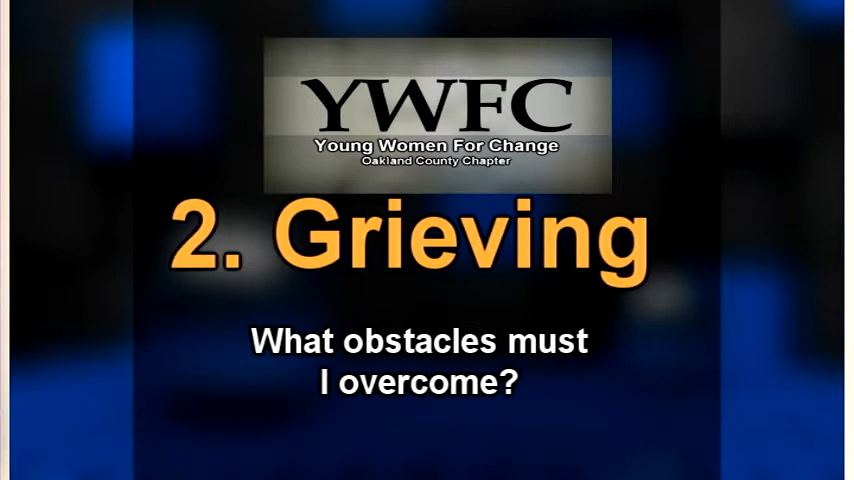 YWFC
Young Women For Change
Oakland County Chapter
2. Grieving
What obstacles must
I overcome?